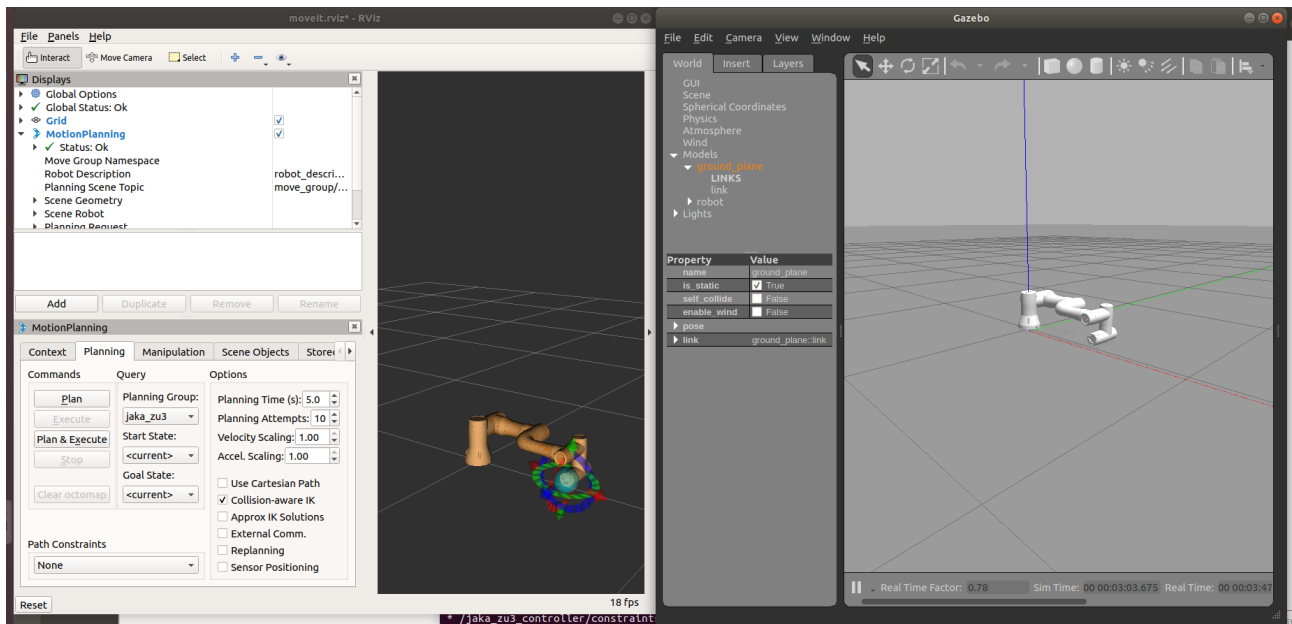 moveit.rviz* - RViz
File Panels Help
Interact Move Camera Select
Displays
Global Options
Global Status: Ok
Grid
MotionPlanning
Status: Ok
Move Group Namespace
Robot Description robot_descri...
Planning Scene Topic move_group/...
Scene Geometry
Scene Robot
Planning Request
Add Duplicate Remove Rename
MotionPlanning
Context Planning Manipulation Scene Objects Store
Commands Query Options
Plan
Execute
Plan & Execute
Stop
Clear octomap
Planning Group:
jaka_zu3
Start State:
<current>
Goal State:
<current>
Planning Time (s): 5.0
Planning Attempts: 10
Velocity Scaling: 1.00
Accel. Scaling: 1.00
Use Cartesian Path
Collision-aware IK
Approx IK Solutions
External Comm.
Replanning
Sensor Positioning
Path Constraints
None
Reset
18 fps
* /jaka_zu3_controller/constraint
Gazebo
File Edit Camera View Window Help
World Insert Layers
GUI
Scene
Spherical Coordinates
Physics
Atmosphere
Wind
Models
ground_plane
LINKS
link
robot
Lights
Property Value
name ground_plane
is_static True
self_collide False
enable_wind False
pose
link ground_plane::link
Real Time Factor: 0.78 Sim Time: 00 00:03:03.675 Real Time: 00 00:03:47